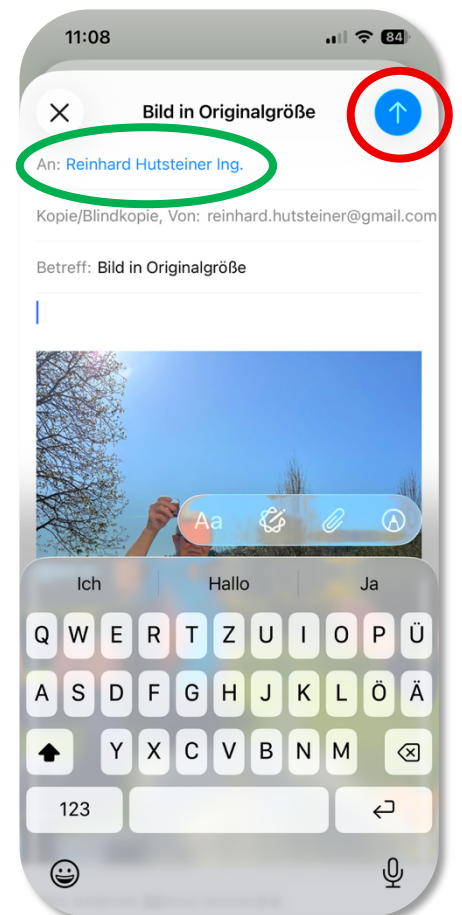 11:08
84
Bild in Originalgröße
An: Reinhard Hutsteiner Ing.
Kopie/Blindkopie, Von: reinhard.hutsteiner@gmail.com
Betreff: Bild in Originalgröße
Aa
Ich Hallo Ja
Q W E R T Z U I O P Ü
A S D F G H J K L Ö Ä
Y X C V B N M
123